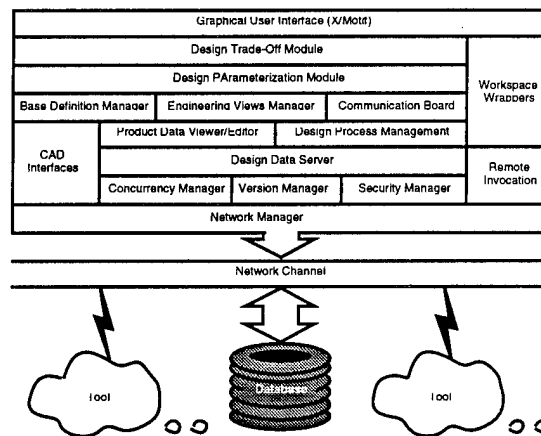 Graphical User Interface (X/Motif)
Design Trade-Off Module
Design PArameterization Module
Workspace
Wrappers
Base Definition Manager
Engineering Views Manager
Communication Board
Product Data Viewer/Editor
Design Process Management
CAD
Interfaces
Design Data Server
Remote
Invocation
Concurrency Manager
Version Manager
Security Manager
Network Manager
Network Channel
Tool
Database
Tool